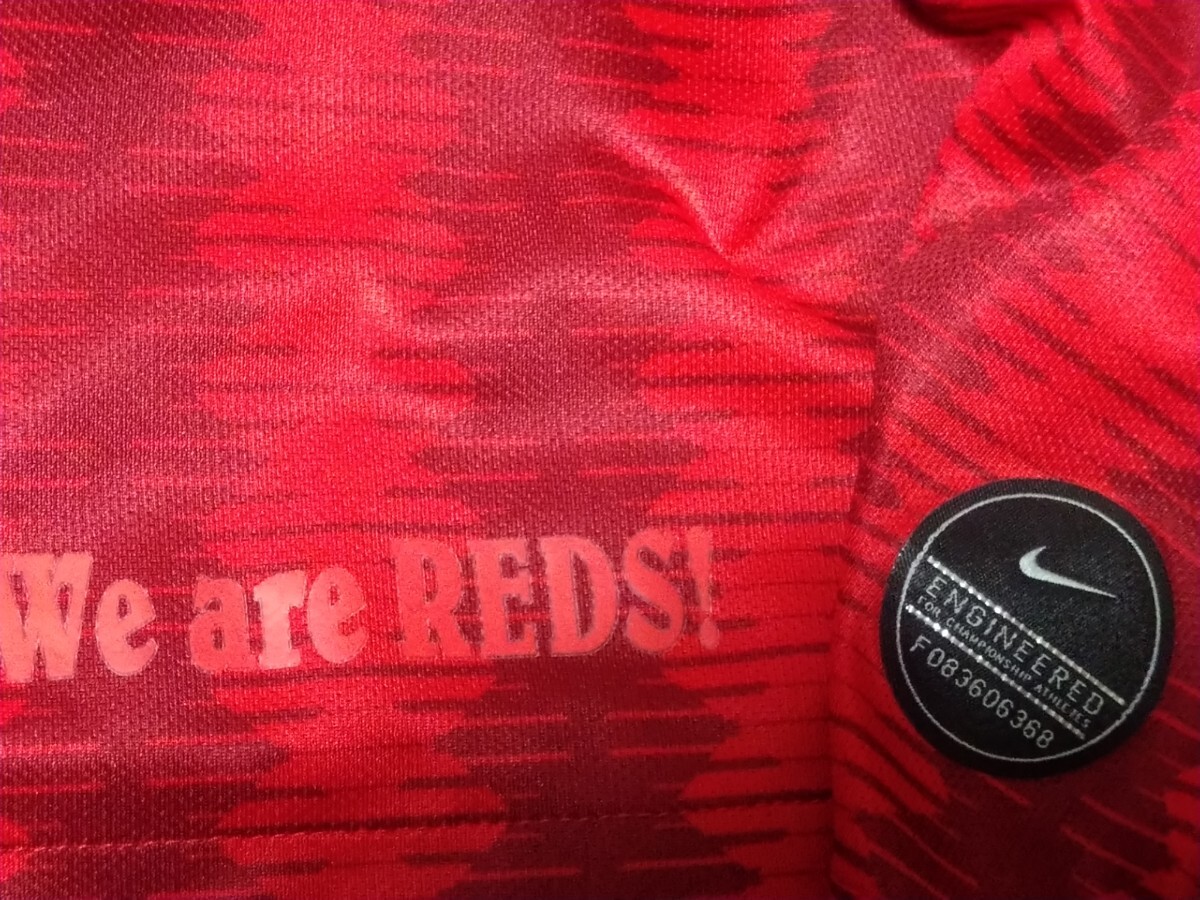 We are REDS!
ENGINEERED
FOR CHAMPIONSHIP ATHLETES
F083606368